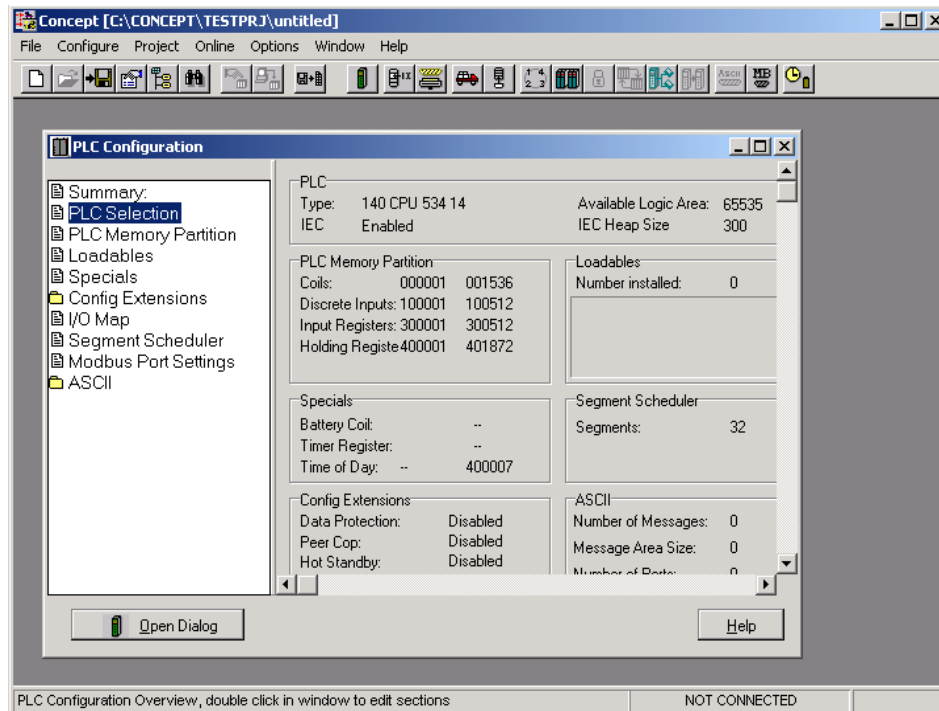 Concept [C:\CONCEPT\TESTPRJ\untitled]
File Configure Project Online Options Window Help
PLC Configuration
Summary:
PLC Selection
PLC Memory Partition
Loadables
Specials
Config Extensions
I/O Map
Segment Scheduler
Modbus Port Settings
ASCII
PLC
Type: 140 CPU 534 14 Available Logic Area: 65535
IEC Enabled IEC Heap Size 300
PLC Memory Partition
Coils: 000001 001536
Discrete Inputs: 100001 100512
Input Registers: 300001 300512
Holding Registe 400001 401872
Loadables
Number installed: 0
Specials
Battery Coil: --
Timer Register: --
Time of Day: -- 400007
Segment Scheduler
Segments: 32
Config Extensions
Data Protection: Disabled
Peer Cop: Disabled
Hot Standby: Disabled
ASCII
Number of Messages: 0
Message Area Size: 0
Number of Ports: 0
Open Dialog
Help
PLC Configuration Overview, double click in window to edit sections NOT CONNECTED